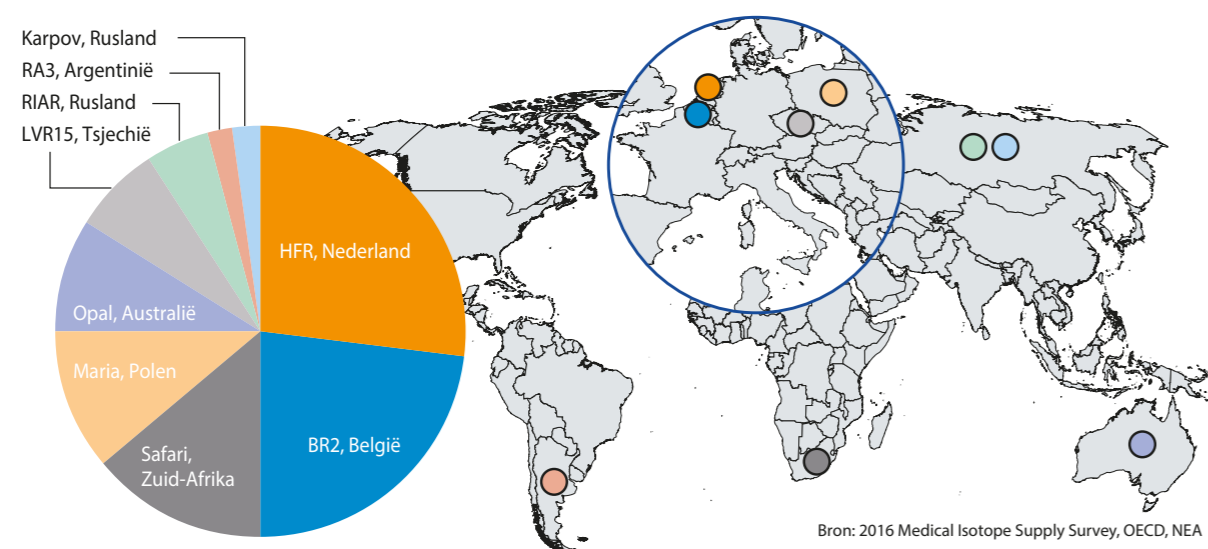 Karpov, Rusland
RA3, Argentinië
RIAR, Rusland
LVR15, Tsjechië
HFR, Nederland
Opal, Australië
Maria, Polen
BR2, België
Safari,
Zuid-Afrika
Bron: 2016 Medical Isotope Supply Survey, OECD, NEA